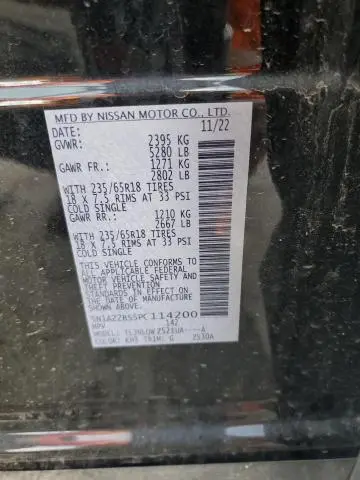 MFD BY NISSAN MOTOR CO., LTD.
DATE: 11/22
GVWR: 2395 KG
5280 LB
GAWR FR.: 1271 KG
2802 LB
WITH 235/65R18 TIRES
18 X 7.5 RIMS AT 33 PSI
COLD SINGLE
GAWR RR.: 1210 KG
2667 LB
WITH 235/65R18 TIRES
18 X 7.5 RIMS AT 33 PSI
COLD SINGLE
THIS VEHICLE CONFORMS TO
ALL APPLICABLE FEDERAL
MOTOR VEHICLE SAFETY
STANDARDS IN EFFECT ON
THE DATE OF MANUFACTURE
SHOWN ABOVE
114200
MPV 142
TYPE
COLOR: KH3 TRIM: G Z530A